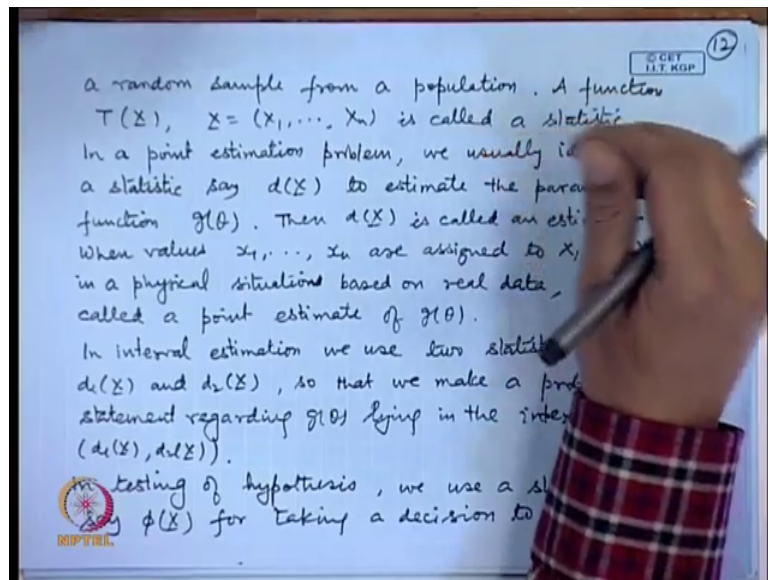 12
© CET
I.I.T. KGP
a random sample from a population. A function
T(X), X = (X1, ..., Xn) is called a statistic
In a point estimation problem, we usually
a statistic say d(X) to estimate the
function g(θ). Then d(X) is called an
When values x1, ..., xn are assigned to X1
in a physical situations based on real data,
called a point estimate of g(θ).
In interval estimation we use two
d1(X) and d2(X), so that we make a
statement regarding g(θ) lying in the
(d1(X), d2(X)).
In testing of hypothesis, we use a
say φ(X) for taking a decision to
NPTEL